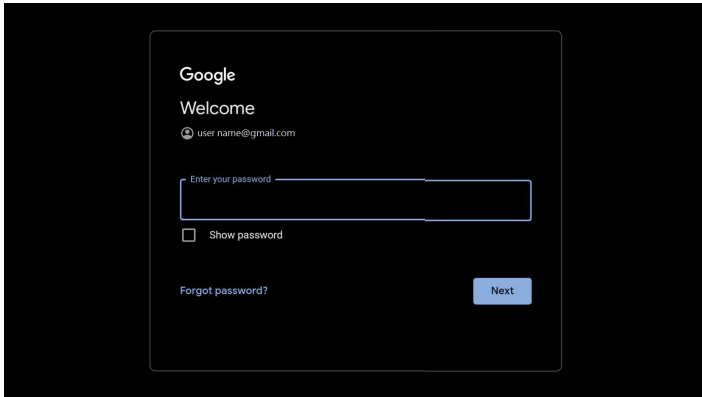 Google
Welcome
user name@gmail.com
Enter your password
Show password
Forgot password?
Next